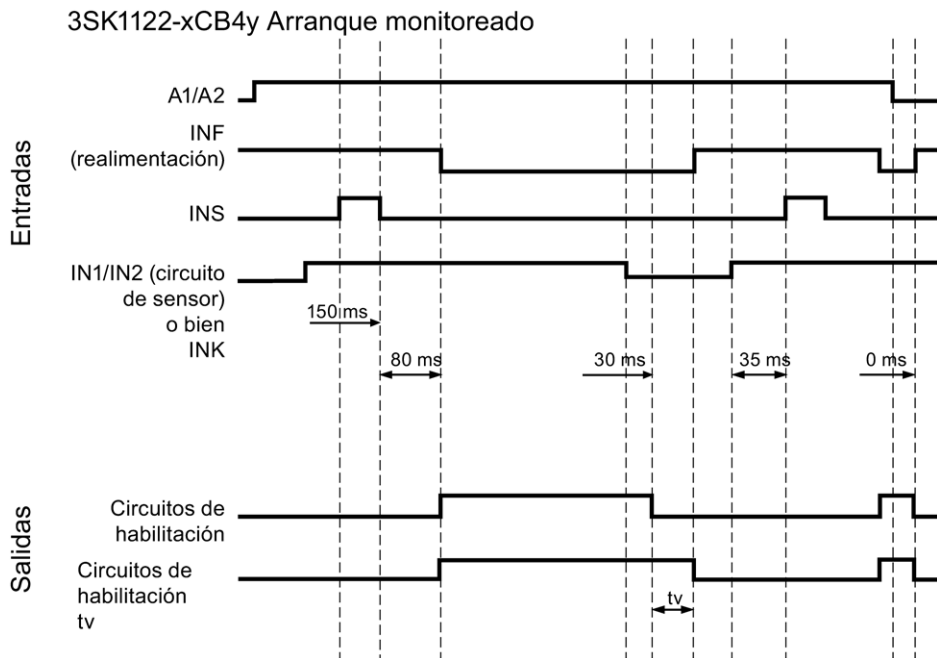 3SK1122-xCB4y Arranque monitoreado
Entradas
A1/A2
INF
(realimentación)
INS
IN1/IN2 (circuito
de sensor)
o bien
INK
150 ms
80 ms
30 ms
35 ms
0 ms
Salidas
Circuitos de
habilitación
Circuitos de
habilitación
tv
tv